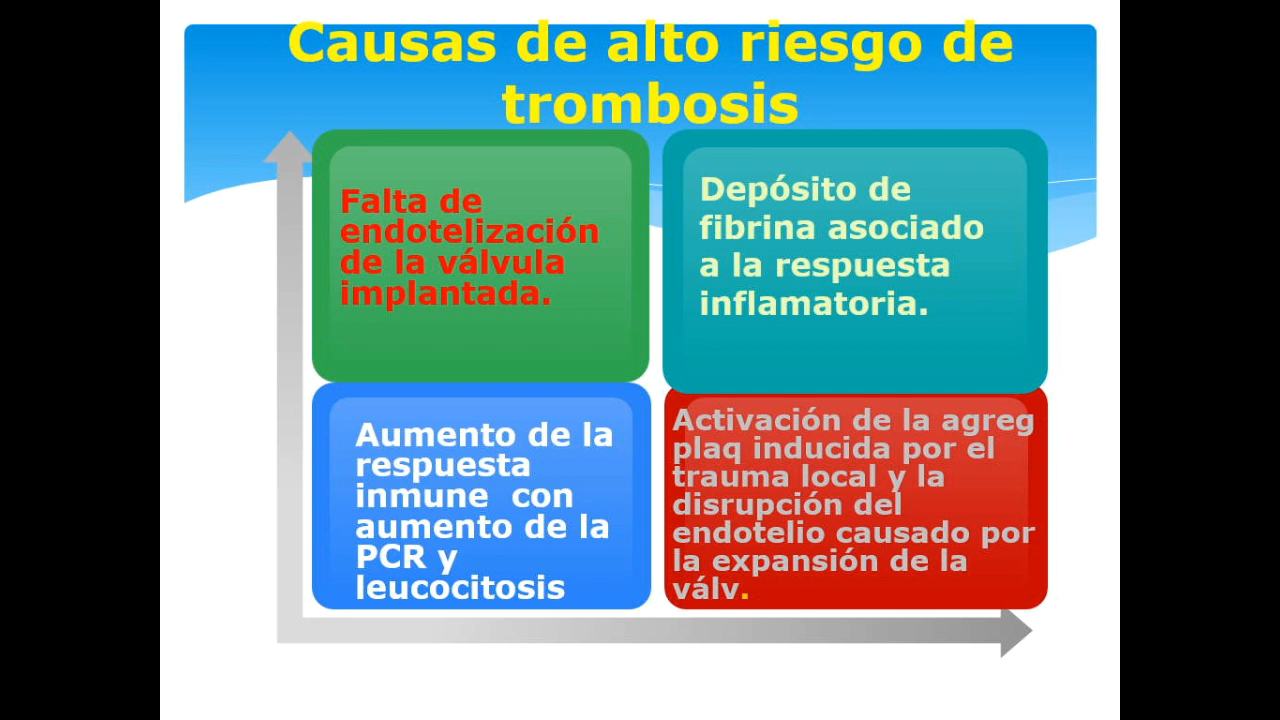 Causas de alto riesgo de
trombosis
Falta de
endotelización
de la válvula
implantada.
Depósito de
fibrina asociado
a la respuesta
inflamatoria.
Aumento de la
respuesta
inmune  con
aumento de la
PCR y
leucocitosis
Activación de la agreg
plaq inducida por el
trauma local y la
disrupción del
endotelio causado por
la expansión de la
válv.